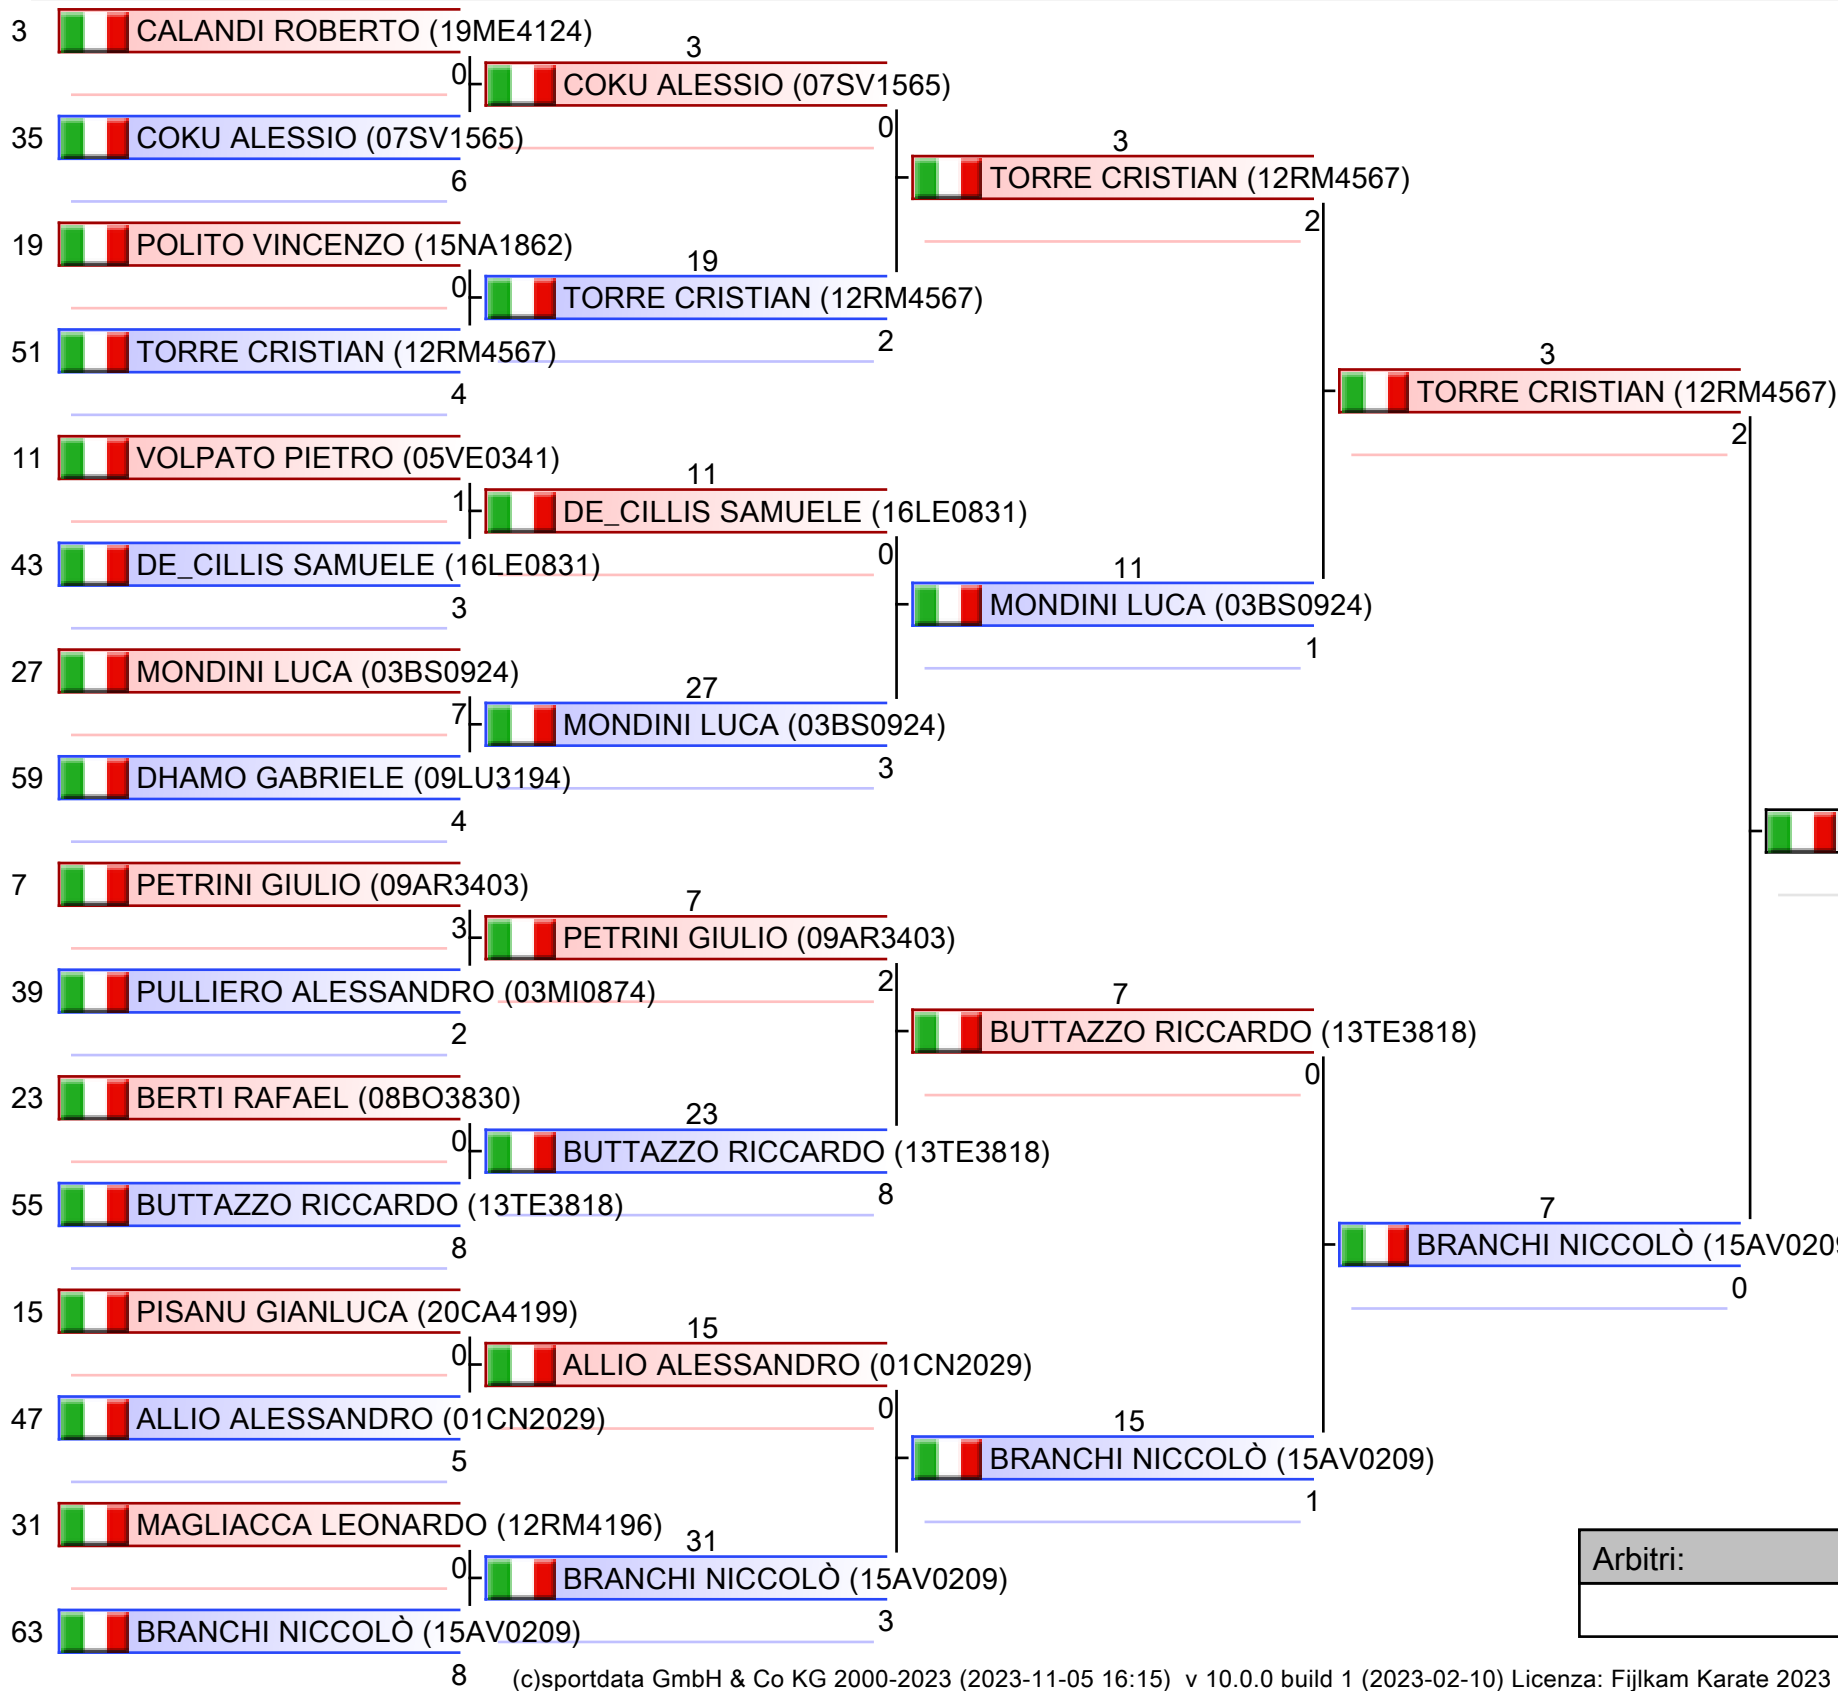 3 CALANDI ROBERTO (19ME4124)
0
35 COKU ALESSIO (07SV1565)
6
19 POLITO VINCENZO (15NA1862)
0
51 TORRE CRISTIAN (12RM4567)
4
11 VOLPATO PIETRO (05VE0341)
1
43 DE_CILLIS SAMUELE (16LE0831)
3
27 MONDINI LUCA (03BS0924)
7
59 DHAMO GABRIELE (09LU3194)
4
7 PETRINI GIULIO (09AR3403)
3
39 PULLIERO ALESSANDRO (03MI0874)
2
23 BERTI RAFAEL (08BO3830)
0
55 BUTTAZZO RICCARDO (13TE3818)
8
15 PISANU GIANLUCA (20CA4199)
0
47 ALLIO ALESSANDRO (01CN2029)
5
31 MAGLIACCA LEONARDO (12RM4196)
0
63 BRANCHI NICCOLÒ (15AV0209)
8
3
COKU ALESSIO (07SV1565)
0
19
TORRE CRISTIAN (12RM4567)
2
11
DE_CILLIS SAMUELE (16LE0831)
0
27
MONDINI LUCA (03BS0924)
3
7
PETRINI GIULIO (09AR3403)
2
23
BUTTAZZO RICCARDO (13TE3818)
8
15
ALLIO ALESSANDRO (01CN2029)
0
31
BRANCHI NICCOLÒ (15AV0209)
3
3
TORRE CRISTIAN (12RM4567)
2
11
MONDINI LUCA (03BS0924)
1
7
BUTTAZZO RICCARDO (13TE3818)
0
15
BRANCHI NICCOLÒ (15AV0209)
1
3
TORRE CRISTIAN (12RM4567)
2
7
BRANCHI NICCOLÒ (15AV0209
0
Arbitri:
(c)sportdata GmbH & Co KG 2000-2023 (2023-11-05 16:15) v 10.0.0 build 1 (2023-02-10) Licenza: Fijlkam Karate 2023